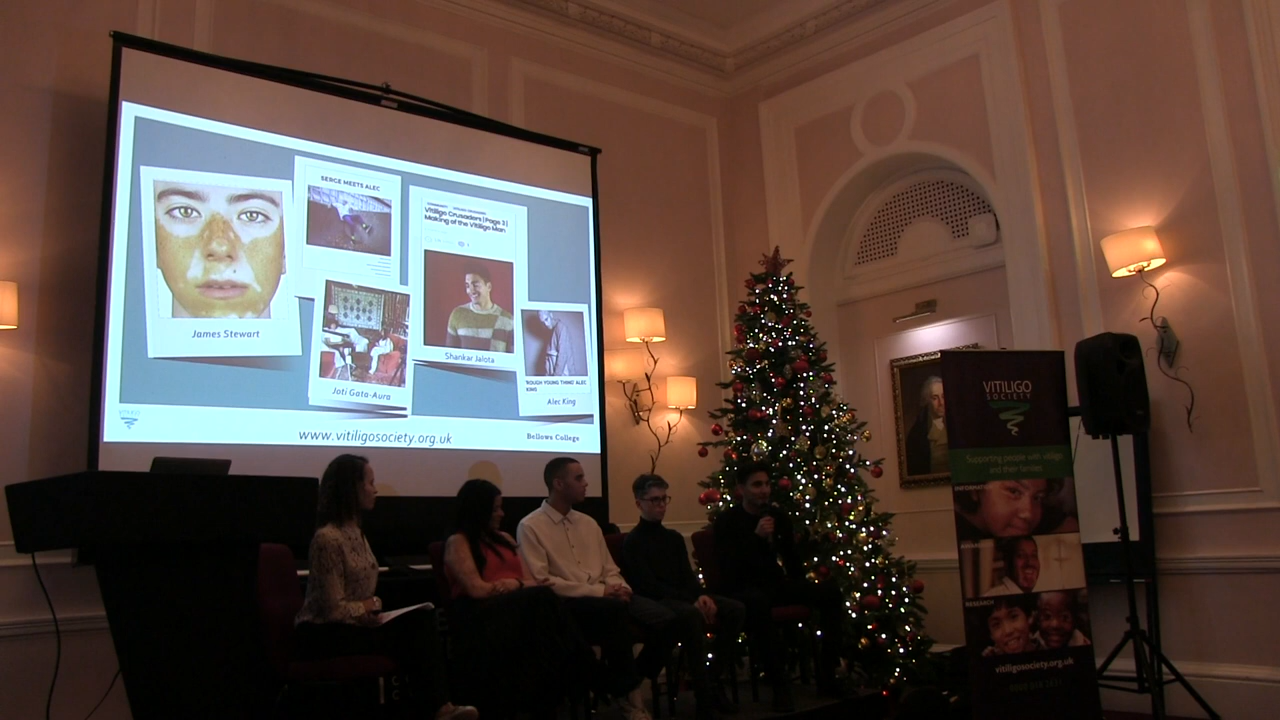 James Stewart
SERGE MEETS ALEC
Joti Gata-Aura
Vitiligo Crusaders | Page 3 |
Making of the Vitiligo Man
Shankar Jalota
'ROUGH YOUNG THING' ALEC
KING
Alec King
www.vitiligosociety.org.uk
Bellows College
VITILIGO
SOCIETY
Supporting people with vitiligo
and their families
RESEARCH
vitiligosociety.org.uk